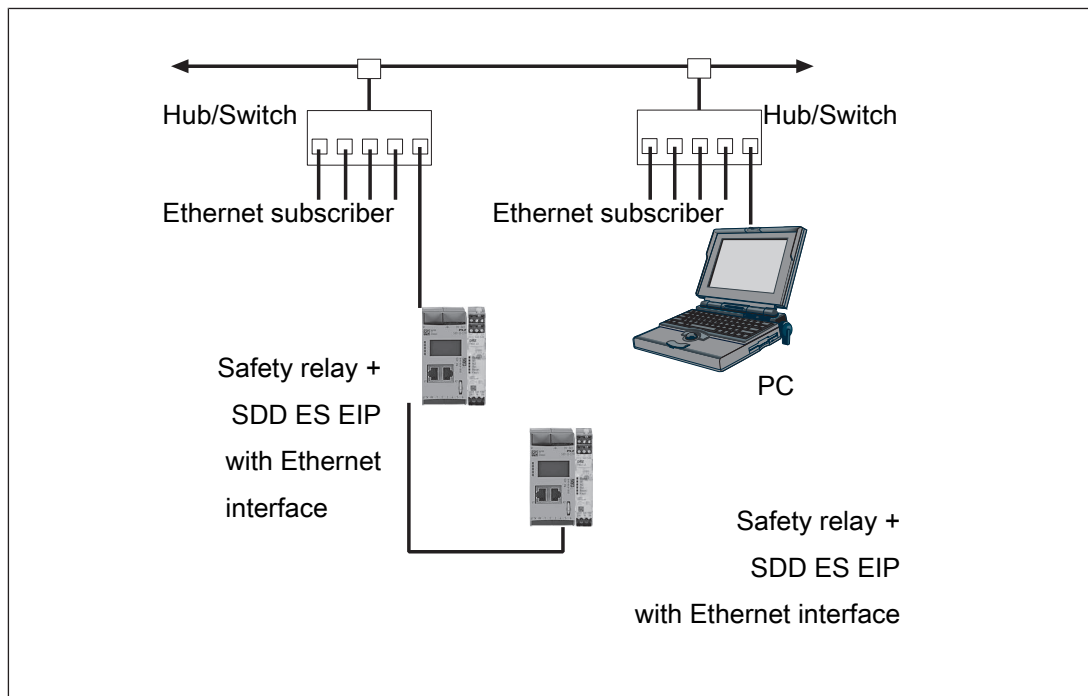 Hub/Switch
Hub/Switch
Ethernet subscriber
Ethernet subscriber
PC
Safety relay +
SDD ES EIP
with Ethernet
interface
Safety relay +
SDD ES EIP
with Ethernet interface